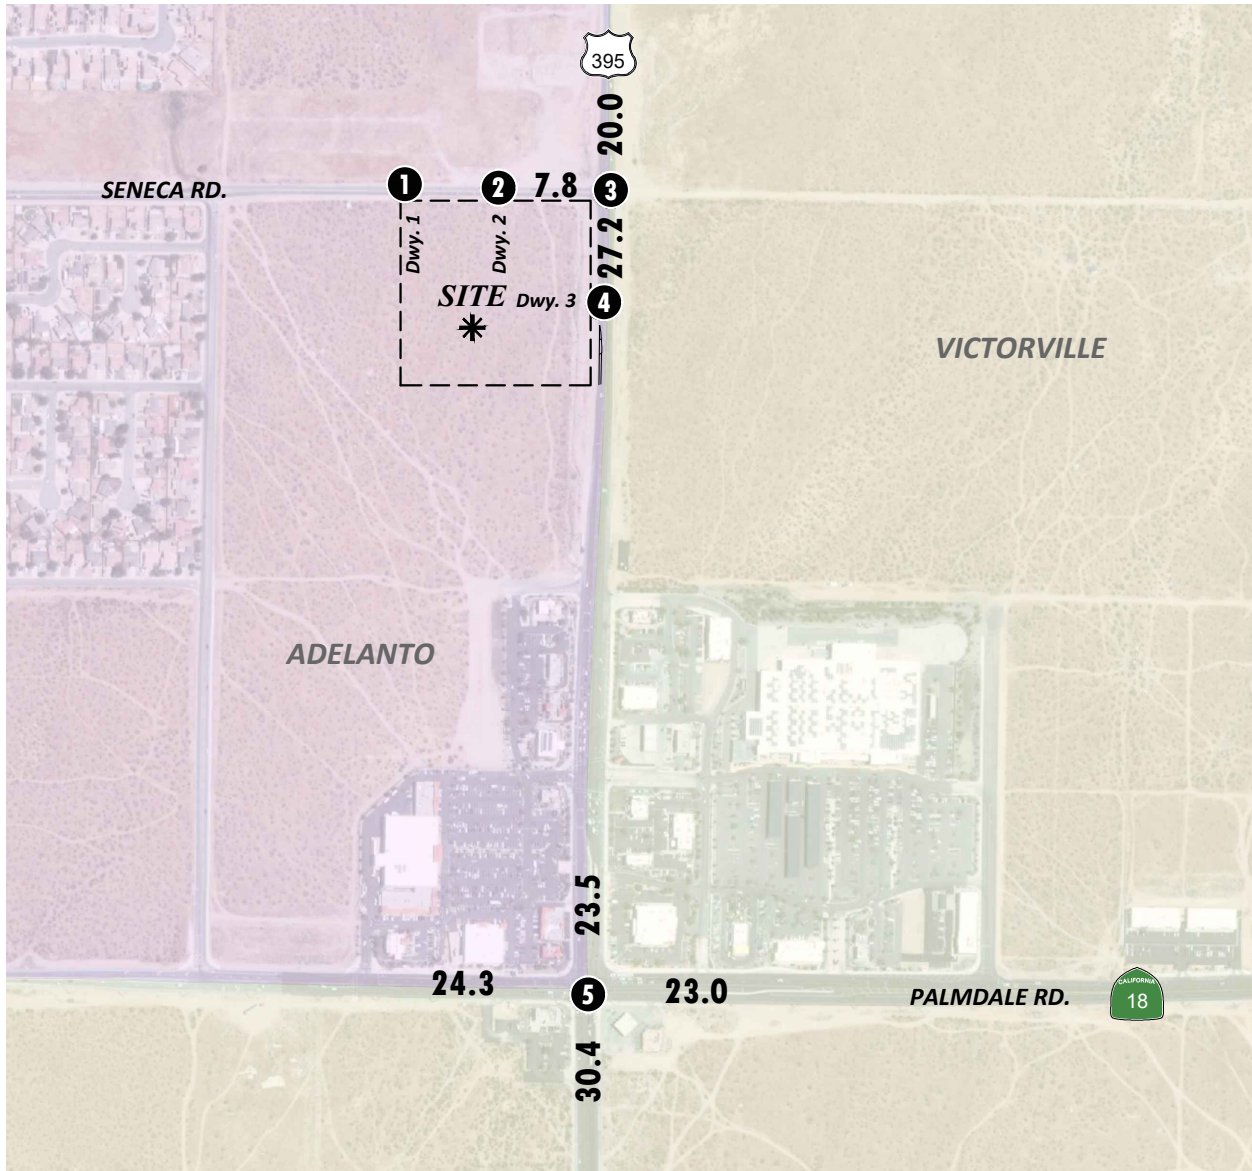 395
20.0
SENECA RD.
1
2
7.8
3
Dwy. 1
Dwy. 2
27.2
SITE
Dwy. 3
4
VICTORVILLE
ADELANTO
23.5
24.3
5
23.0
PALMDALE RD.
CALIFORNIA
18
30.4